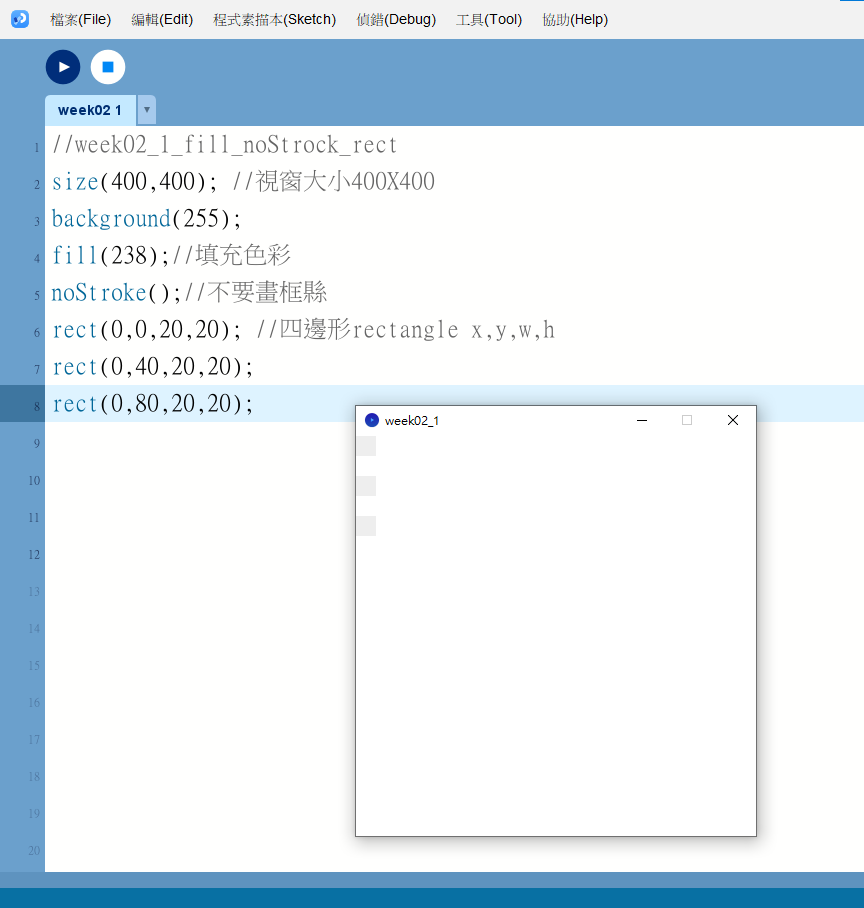 檔案(File) 編輯(Edit) 程式素描本(Sketch) 偵錯(Debug) 工具(Tool) 協助(Help)
week02 1 ▼
1 //week02_1_fill_noStrock_rect
2 size(400,400); //視窗大小400X400
3 background(255);
4 fill(238);//填充色彩
5 noStroke();//不要畫框縣
6 rect(0,0,20,20); //四邊形rectangle x,y,w,h
7 rect(0,40,20,20);
8 rect(0,80,20,20);
week02_1
9
10
11
12
13
14
15
16
17
18
19
20